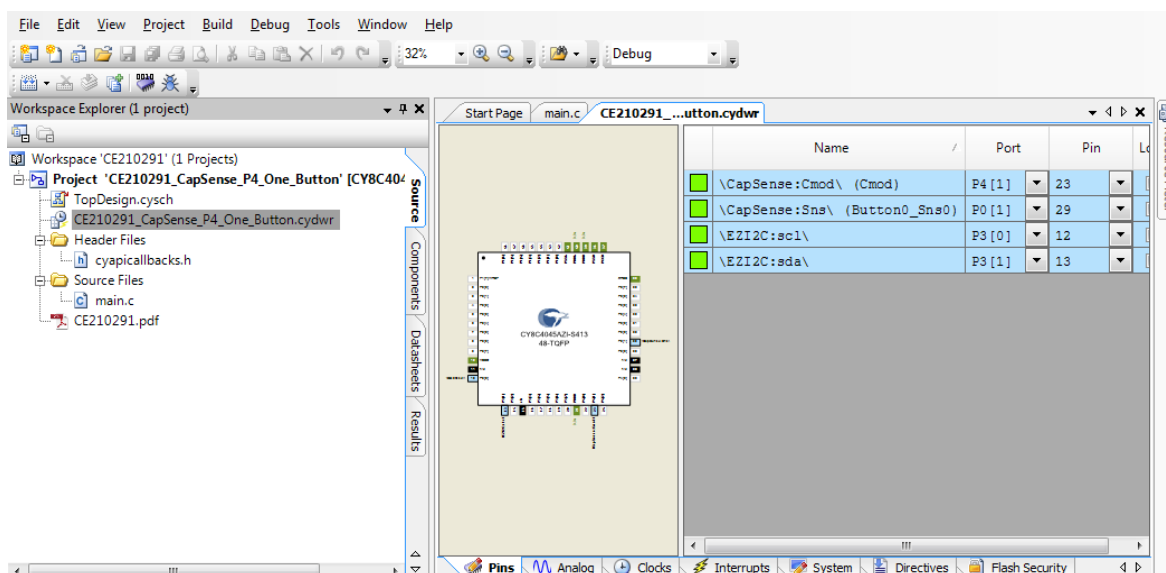 File Edit View Project Build Debug Tools Window Help
32% Debug
Workspace Explorer (1 project)
Workspace 'CE210291' (1 Projects)
Project 'CE210291_CapSense_P4_One_Button' [CY8C404
TopDesign.cysch
CE210291_CapSense_P4_One_Button.cydwr
Header Files
cyapicallbacks.h
Source Files
main.c
CE210291.pdf
Source
Components
Datasheets
Results
Start Page main.c CE210291_...utton.cydwr
CY8C4045AZI-S413
48-TQFP
Name / Port Pin Lo
\CapSense:Cmod\ (Cmod) P4[1] 23
\CapSense:Sns\ (Button0_Sns0) P0[1] 29
\EZI2C:scl\ P3[0] 12
\EZI2C:sda\ P3[1] 13
Pins Analog Clocks Interrupts System Directives Flash Security